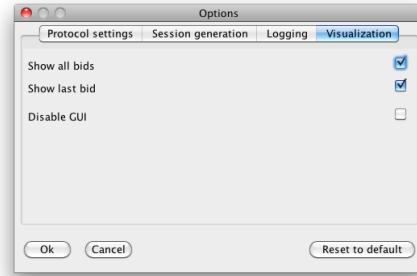 Options
Protocol settings Session generation Logging Visualization
Show all bids
Show last bid
Disable GUI
Ok Cancel Reset to default